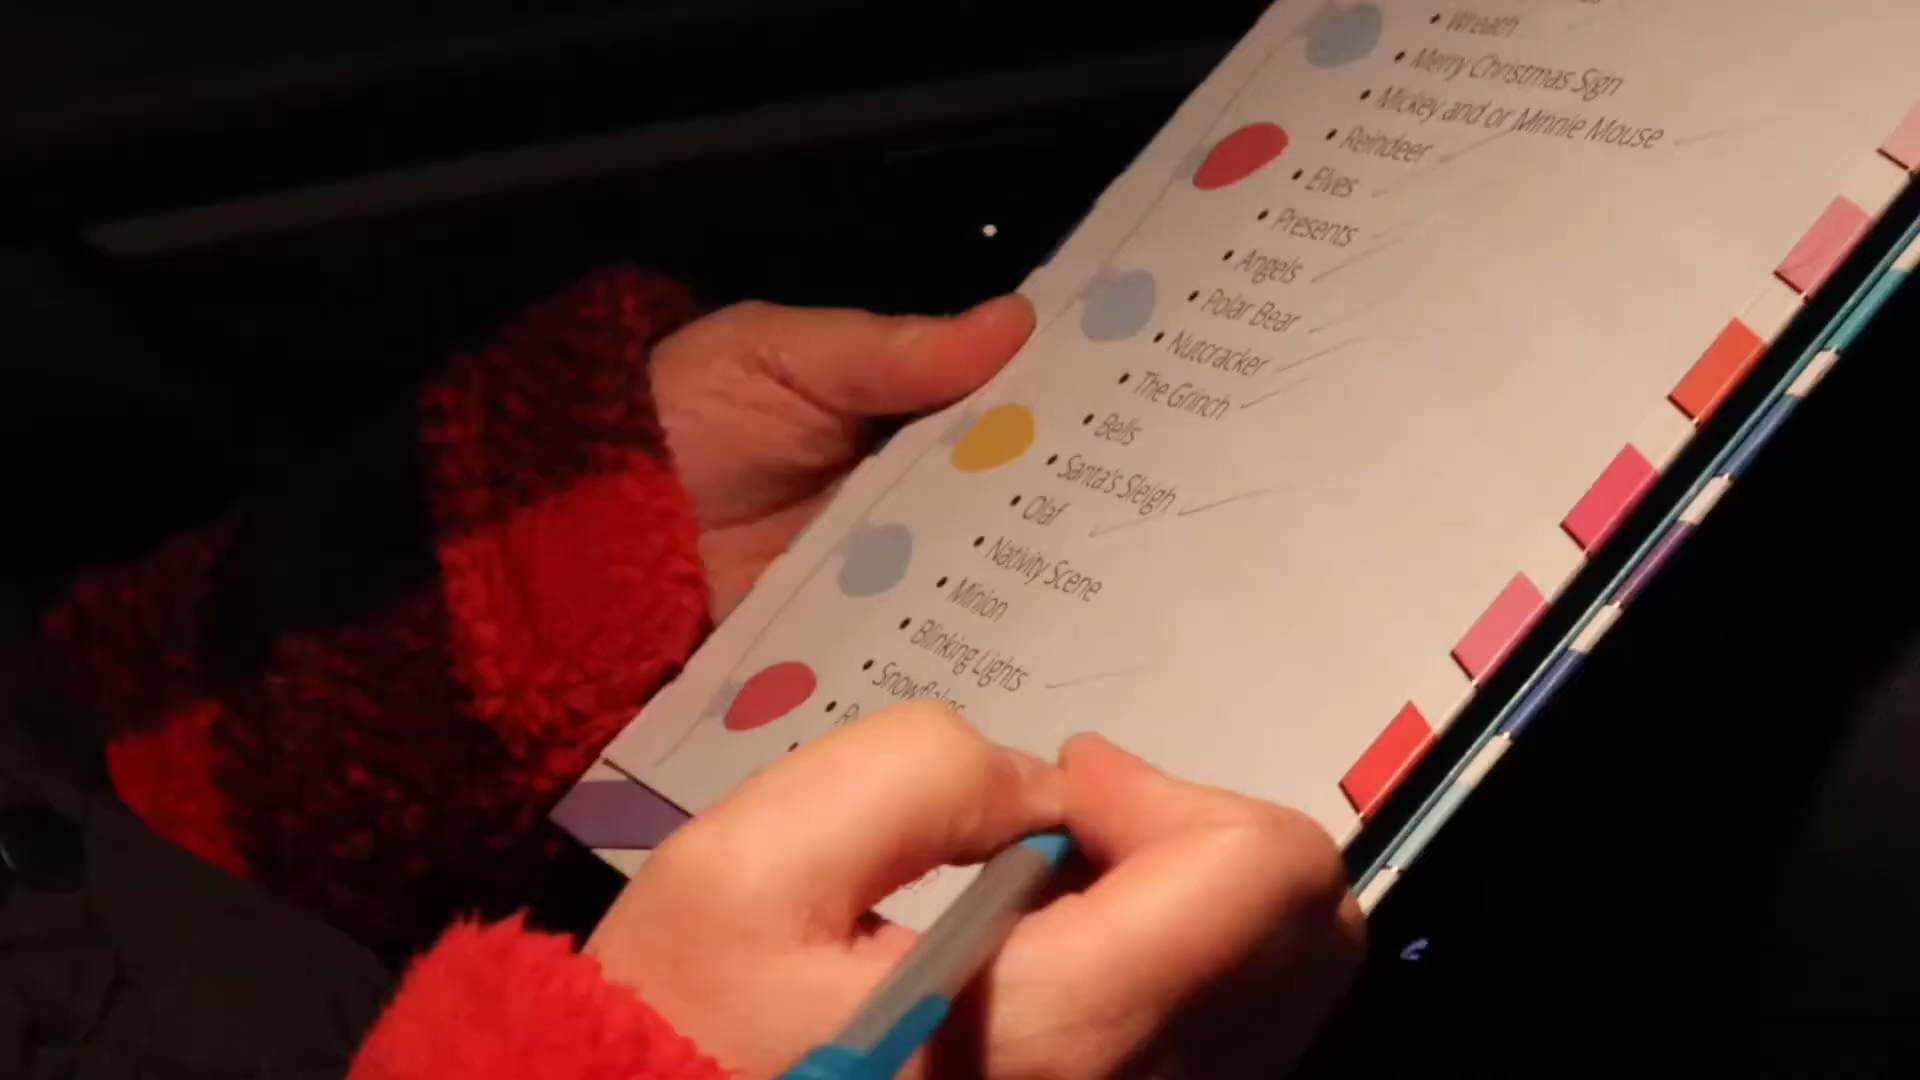 • Wreath
• Merry Christmas Sign
• Mickey and or Minnie Mouse
• Reindeer
• Elves
• Presents
• Angels
• Polar Bear
• Nutcracker
• The Grinch
• Bells
• Santa's Sleigh
• Olaf
• Nativity Scene
• Minion
• Blinking Lights
• Snowflakes